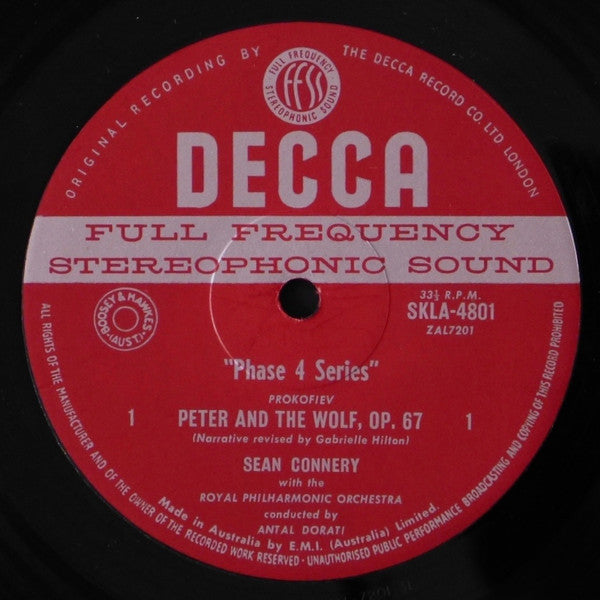 ORIGINAL RECORDING BY THE DECCA RECORD CO. LTD LONDON
FULL FREQUENCY
FFSS
STEREOPHONIC SOUND
DECCA
FULL FREQUENCY
STEREOPHONIC SOUND
33⅓ R.P.M.
SKLA-4801
ZAL7201
BOOSEY & HAWKES
(AUST)
"Phase 4 Series"
PROKOFIEV
1 PETER AND THE WOLF, OP. 67 1
(Narrative revised by Gabrielle Hilton)
SEAN CONNERY
with the
ROYAL PHILHARMONIC ORCHESTRA
conducted by
ANTAL DORATI
Made in Australia by E.M.I. (Australia) Limited.
ALL RIGHTS OF THE MANUFACTURER AND OF THE OWNER OF THE RECORDED WORK RESERVED - UNAUTHORISED PUBLIC PERFORMANCE BROADCASTING AND COPYING OF THIS RECORD PROHIBITED